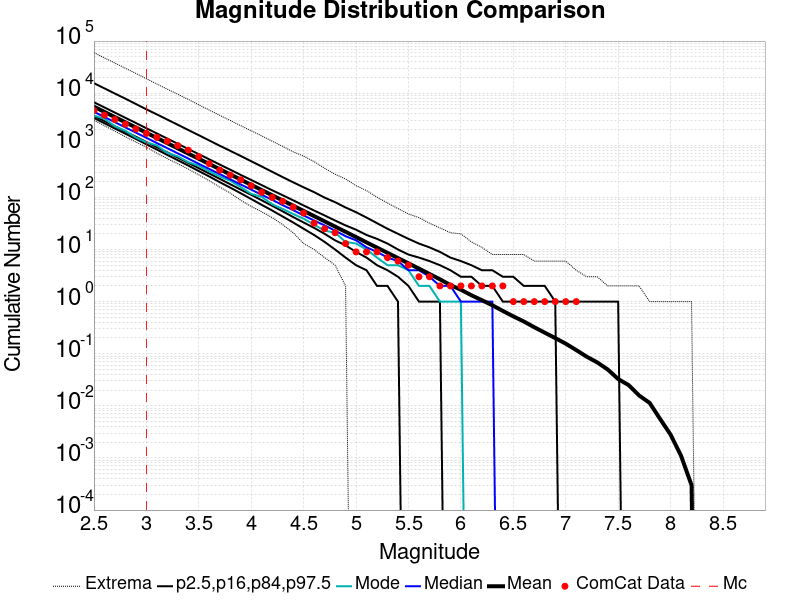 Magnitude Distribution Comparison
10^5
10^4
10^3
10^2
10^1
10^0
10^-1
10^-2
10^-3
10^-4
Cumulative Number
2.5 3 3.5 4 4.5 5 5.5 6 6.5 7 7.5 8 8.5
Magnitude
Extrema p2.5,p16,p84,p97.5 Mode Median Mean ComCat Data Mc